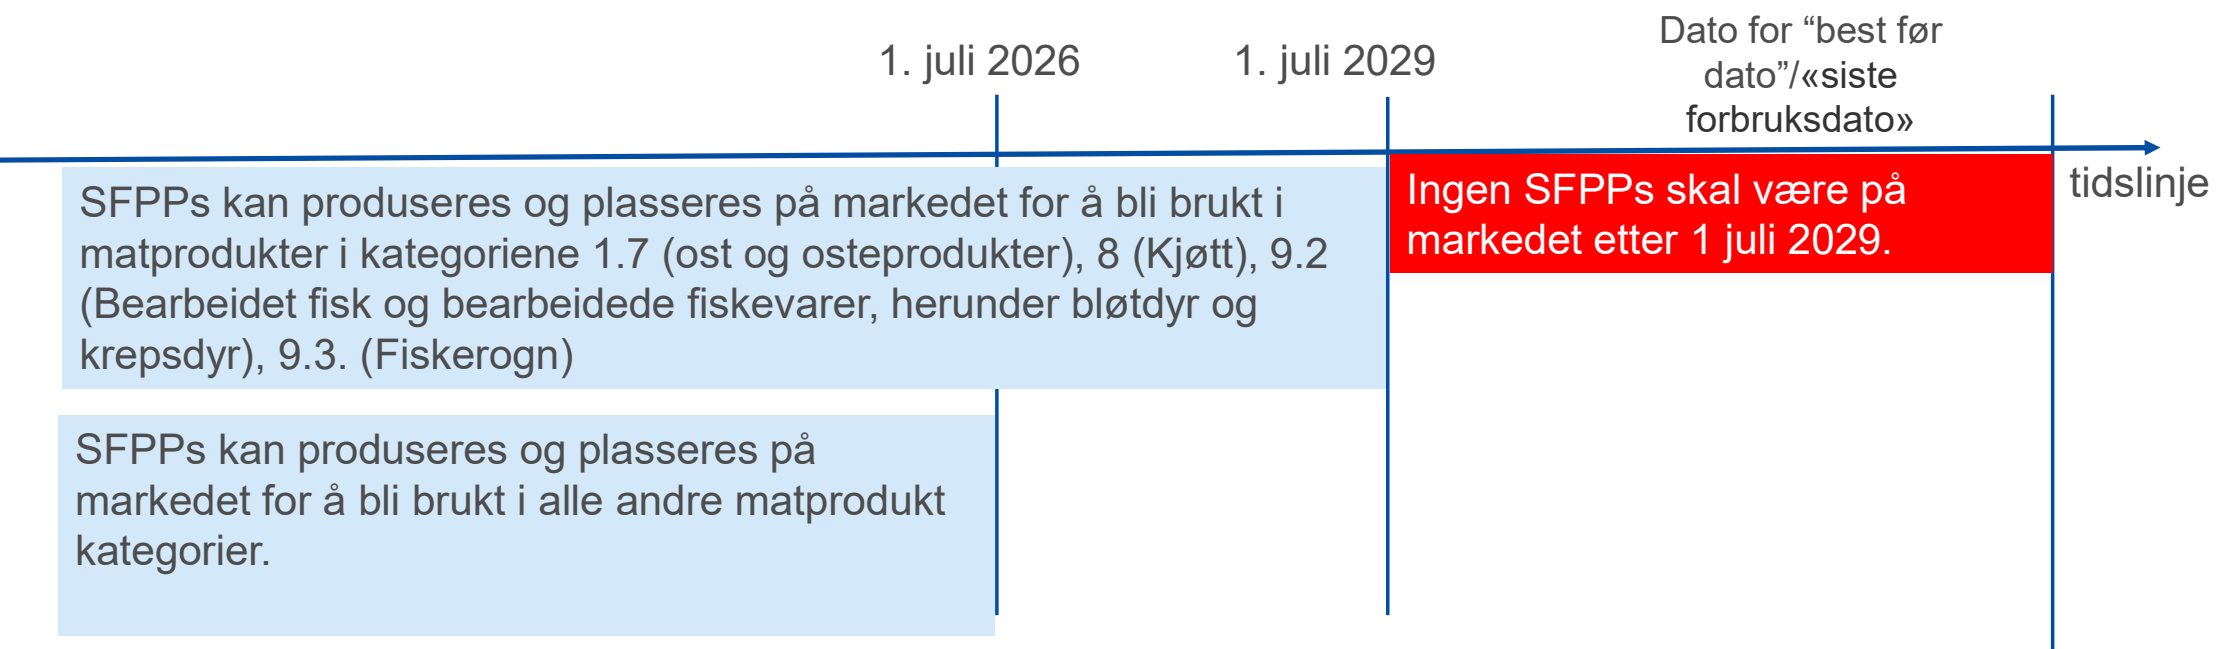 1. juli 2026
1. juli 2029
Dato for “best før
dato”/«siste
forbruksdato»
tidslinje
SFPPs kan produseres og plasseres på markedet for å bli brukt i
matprodukter i kategoriene 1.7 (ost og osteprodukter), 8 (Kjøtt), 9.2
(Bearbeidet fisk og bearbeidede fiskevarer, herunder bløtdyr og
krepsdyr), 9.3. (Fiskerogn)
Ingen SFPPs skal være på
markedet etter 1 juli 2029.
SFPPs kan produseres og plasseres på
markedet for å bli brukt i alle andre matprodukt
kategorier.